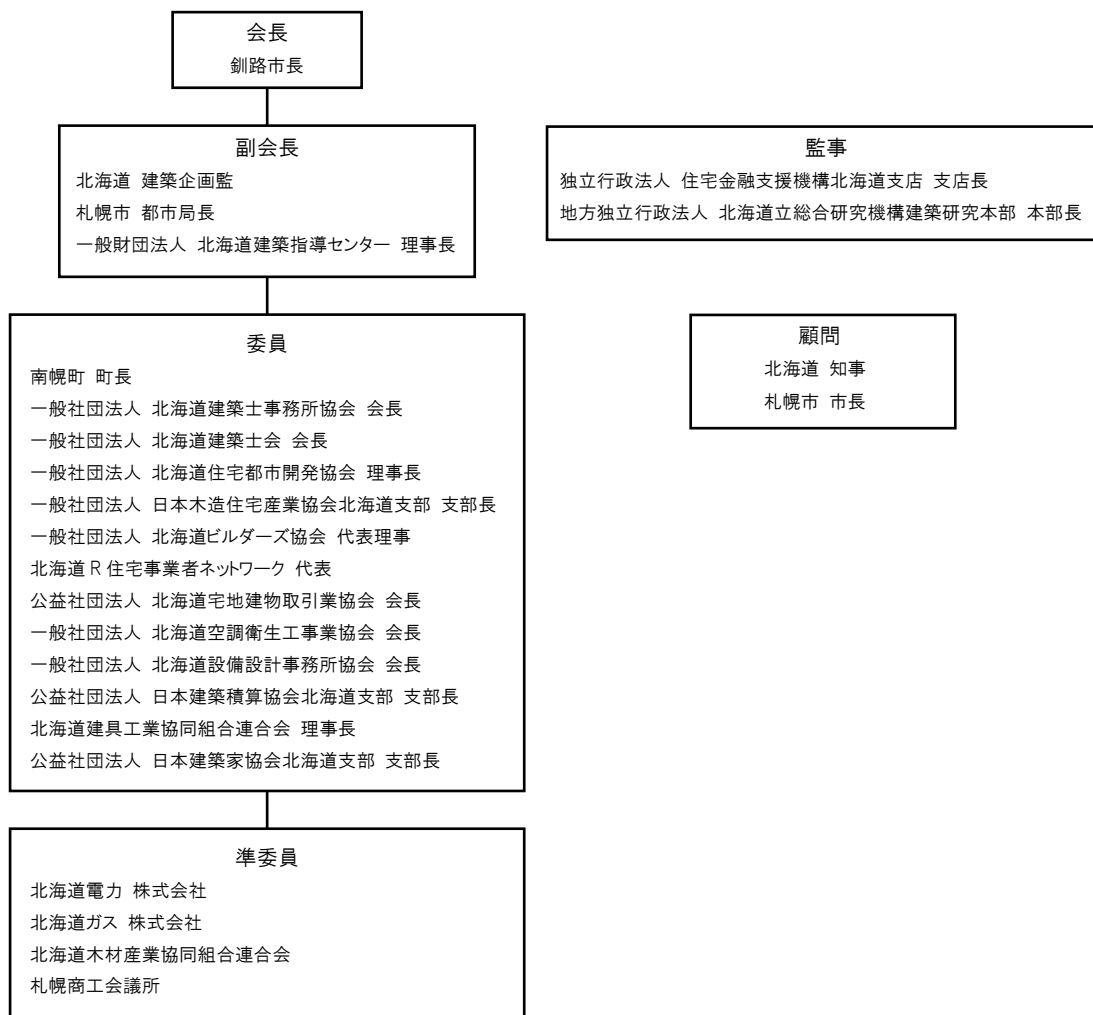 会長
釧路市長
副会長
北海道 建築企画監
札幌市 都市局長
一般財団法人 北海道建築指導センター 理事長
監事
独立行政法人 住宅金融支援機構北海道支店 支店長
地方独立行政法人 北海道立総合研究機構建築研究本部 本部長
委員
南幌町 町長
一般社団法人 北海道建築士事務所協会 会長
一般社団法人 北海道建築士会 会長
一般社団法人 北海道住宅都市開発協会 理事長
一般社団法人 日本木造住宅産業協会北海道支部 支部長
一般社団法人 北海道ビルダーズ協会 代表理事
北海道R住宅事業者ネットワーク 代表
公益社団法人 北海道宅地建物取引業協会 会長
一般社団法人 北海道空調衛生工事業協会 会長
一般社団法人 北海道設備設計事務所協会 会長
公益社団法人 日本建築積算協会北海道支部 支部長
北海道建具工業協同組合連合会 理事長
公益社団法人 日本建築家協会北海道支部 支部長
顧問
北海道 知事
札幌市 市長
準委員
北海道電力 株式会社
北海道ガス 株式会社
北海道木材産業協同組合連合会
札幌商工会議所